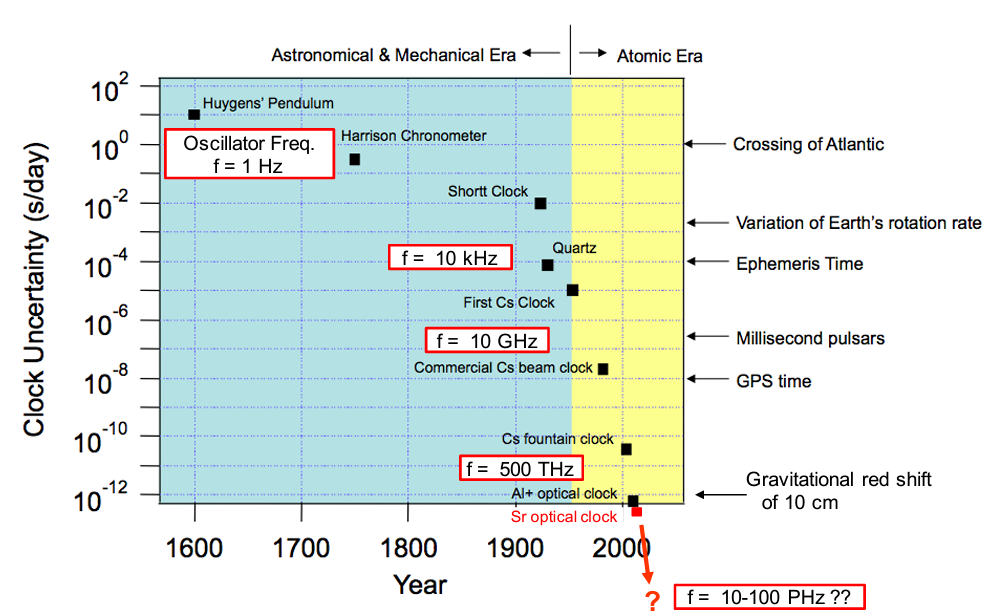 Astronomical & Mechanical Era
Atomic Era
Clock Uncertainty (s/day)
10^2
10^0
10^-2
10^-4
10^-6
10^-8
10^-10
10^-12
Huygens' Pendulum
Oscillator Freq.
f = 1 Hz
Harrison Chronometer
Shortt Clock
Quartz
f = 10 kHz
First Cs Clock
f = 10 GHz
Commercial Cs beam clock
Cs fountain clock
f = 500 THz
Al+ optical clock
Sr optical clock
Crossing of Atlantic
Variation of Earth's rotation rate
Ephemeris Time
Millisecond pulsars
GPS time
Gravitational red shift
of 10 cm
1600
1700
1800
1900
2000
Year
?
f = 10-100 PHz ??